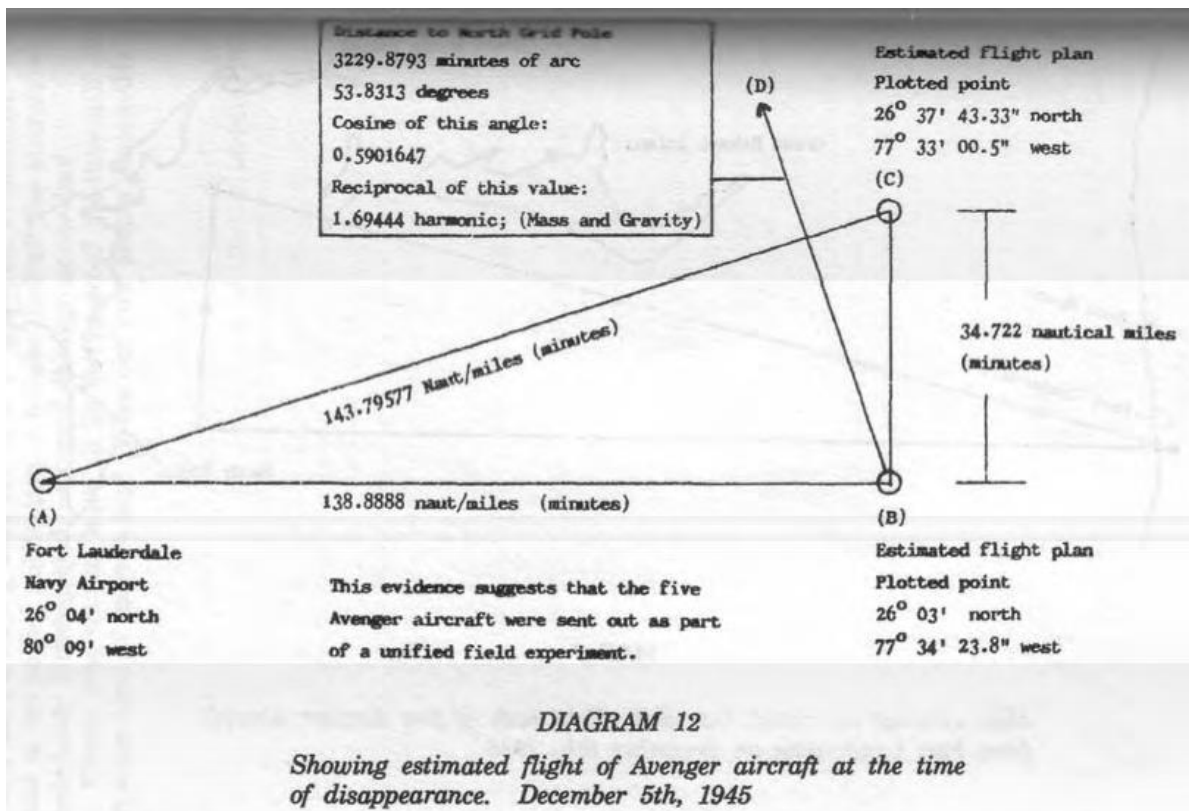 Distance to North Grid Pole
3229.8793 minutes of arc
53.8313 degrees
Cosine of this angle:
0.5901647
Reciprocal of this value:
1.69444 harmonic; (Mass and Gravity)
(D)
Estimated flight plan
Plotted point
26° 37' 43.33" north
77° 33' 00.5" west
(C)
143.79577 Naut/miles (minutes)
34.722 nautical miles
(minutes)
138.8888 naut/miles (minutes)
(A)
Fort Lauderdale
Navy Airport
26° 04' north
80° 09' west
This evidence suggests that the five
Avenger aircraft were sent out as part
of a unified field experiment.
(B)
Estimated flight plan
Plotted point
26° 03' north
77° 34' 23.8" west
DIAGRAM 12
Showing estimated flight of Avenger aircraft at the time
of disappearance. December 5th, 1945